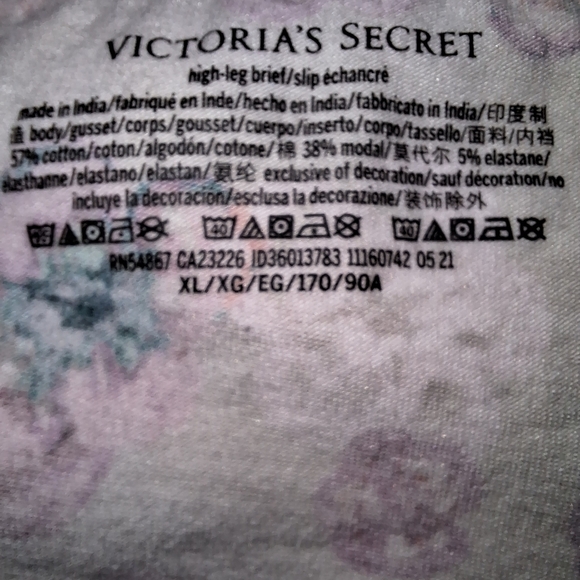 VICTORIA'S SECRET
high-leg brief/slip échancré
made in India/fabriqué en Inde/hecho en India/fabbricato in India/印度制
造 body/gusset/corps/gousset/cuerpo/inserto/corpo/tassello/面料/内裆
57% cotton/coton/algodón/cotone/棉 38% modal/莫代尔 5% elastane/
élasthanne/elastano/elastan/氨纶 exclusive of decoration/sauf décoration/no
incluye la decoración/esclusa la decorazione/装饰除外
40 40
RN54867 CA23226 ID36013783 11160742 05 21
XL/XG/EG/170/90A